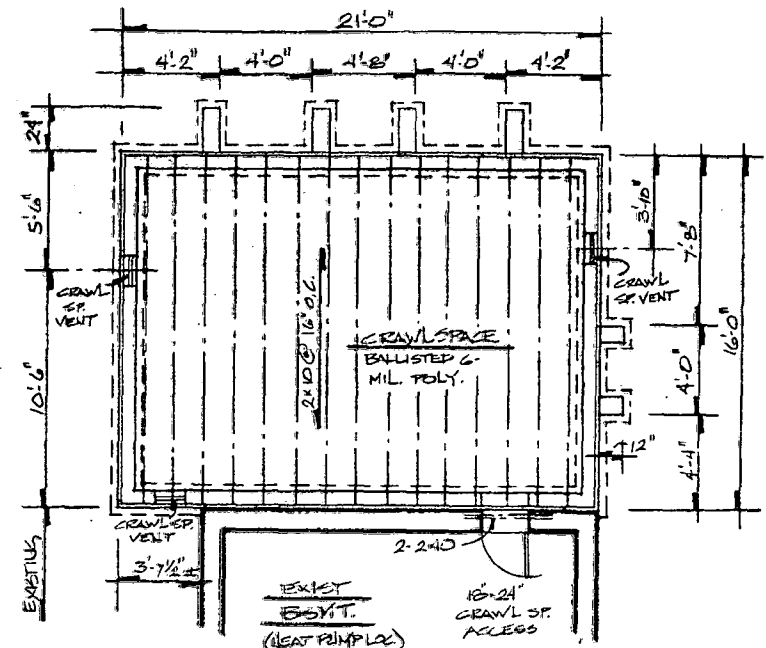 21'-0"
4'-2"
4'-0"
4'-8"
4'-0"
4'-2"
24"
5'-6"
10'-6"
EXISTING
CRAWL
SP.
VENT
2x10 @ 16" O.C.
CRAWLSPACE
BALLISTED 6-
MIL. POLY.
CRAWL
SP. VENT
3'-10"
7'-8"
4'-0"
4'-4"
16'-0"
12"
CRAWL SP.
VENT
3'-7½"±
2-2x10
EXIST
BSMT.
(HEAT PUMP LOC.)
18"-24"
CRAWL SP.
ACCESS